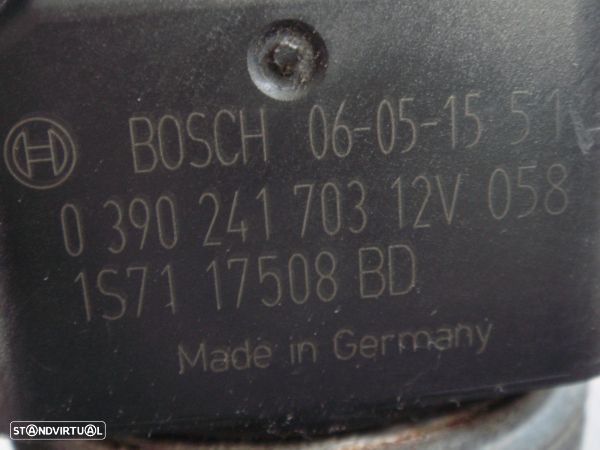 BOSCH 06-05-15 51
0 390 241 703 12V 058
1S71 17508 BD
Made in Germany
STANDVIRTUAL